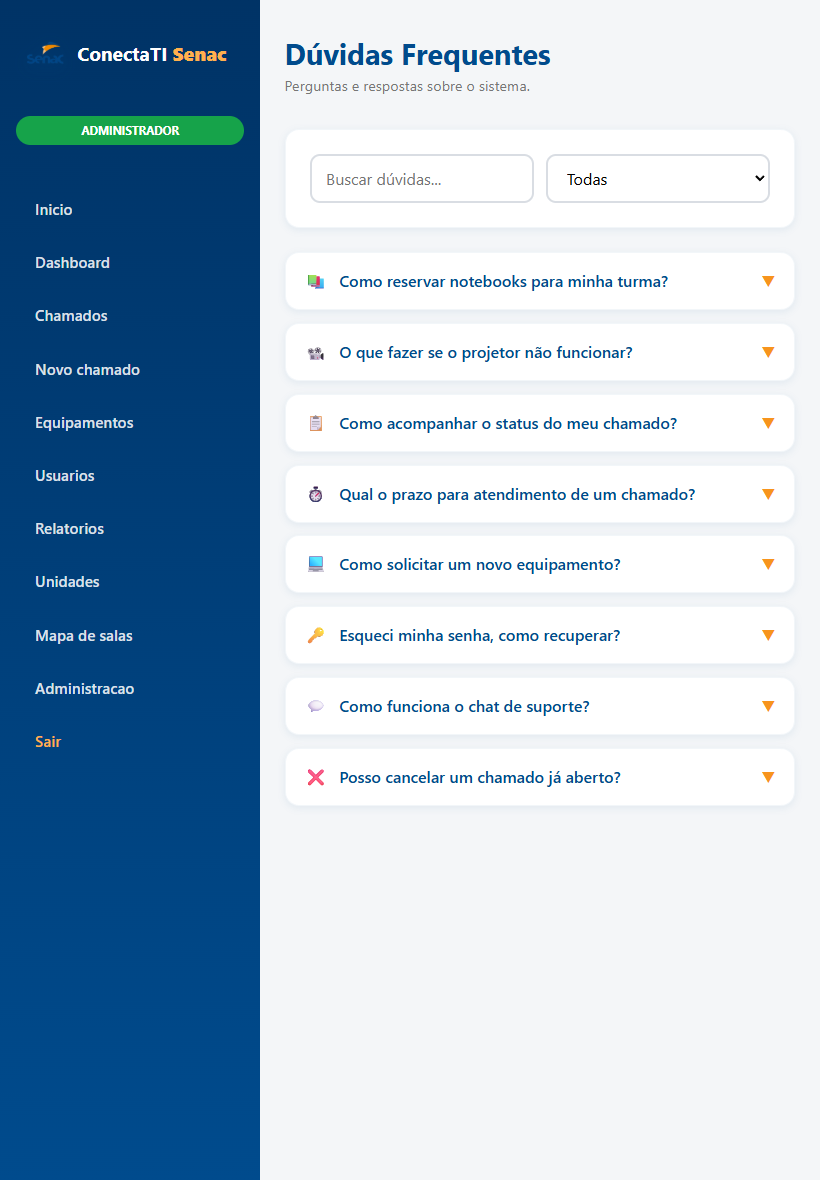 Senac
ConectaTI Senac
ADMINISTRADOR
Inicio
Dashboard
Chamados
Novo chamado
Equipamentos
Usuarios
Relatorios
Unidades
Mapa de salas
Administracao
Sair
Dúvidas Frequentes
Perguntas e respostas sobre o sistema.
Buscar dúvidas...
Todas
Como reservar notebooks para minha turma?
O que fazer se o projetor não funcionar?
Como acompanhar o status do meu chamado?
Qual o prazo para atendimento de um chamado?
Como solicitar um novo equipamento?
Esqueci minha senha, como recuperar?
Como funciona o chat de suporte?
Posso cancelar um chamado já aberto?